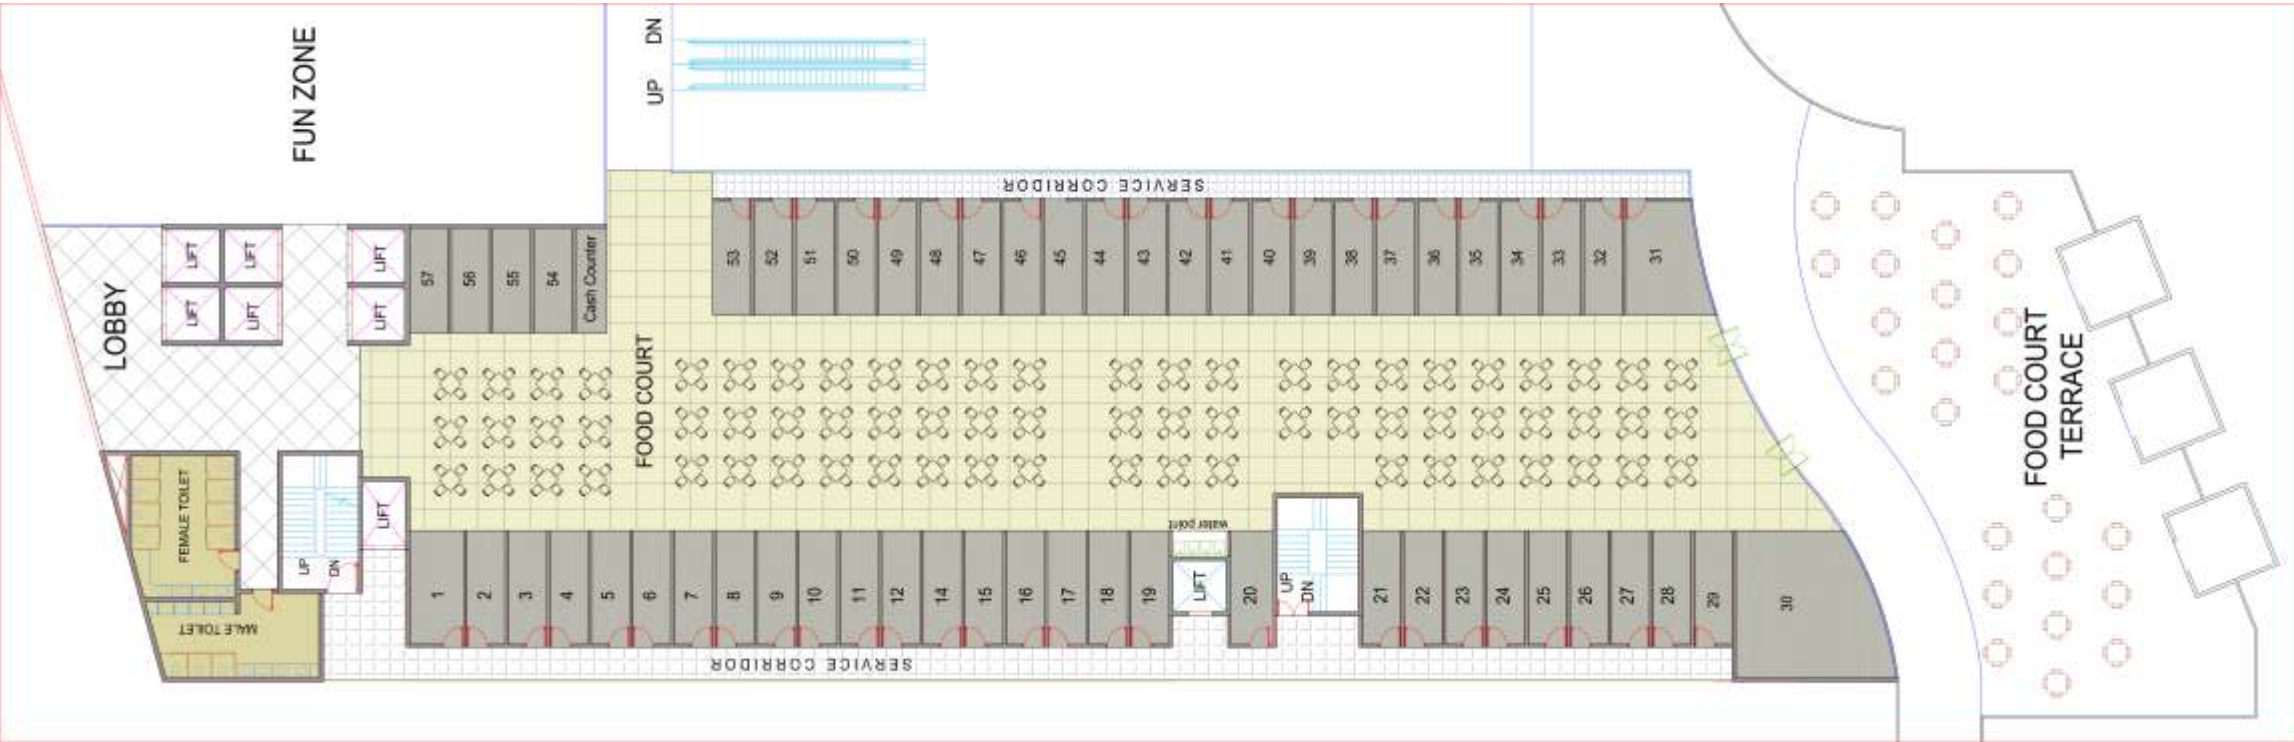 FUN ZONE
UP DN
SERVICE CORRIDOR
LOBBY
LIFT
LIFT
LIFT
LIFT
LIFT
LIFT
57
56
55
54
Cash Counter
53
52
51
50
49
48
47
46
45
44
43
42
41
40
39
38
37
36
35
34
33
32
31
FOOD COURT
FOOD COURT
TERRACE
FEMALE TOILET
MALE TOILET
UP
DN
LIFT
1
2
3
4
5
6
7
8
9
10
11
12
14
15
16
17
18
19
water point
LIFT
20
UP
DN
21
22
23
24
25
26
27
28
29
30
SERVICE CORRIDOR